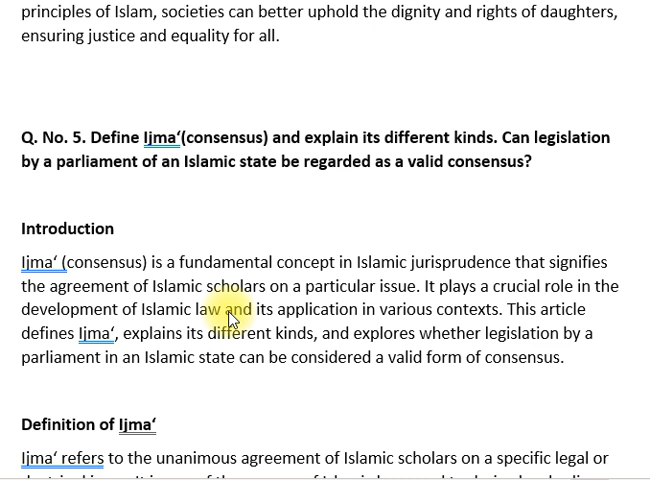 principles of Islam, societies can better uphold the dignity and rights of daughters,
ensuring justice and equality for all.
Q. No. 5. Define Ijma‘(consensus) and explain its different kinds. Can legislation
by a parliament of an Islamic state be regarded as a valid consensus?
Introduction
Ijma‘ (consensus) is a fundamental concept in Islamic jurisprudence that signifies
the agreement of Islamic scholars on a particular issue. It plays a crucial role in the
development of Islamic law and its application in various contexts. This article
defines Ijma‘, explains its different kinds, and explores whether legislation by a
parliament in an Islamic state can be considered a valid form of consensus.
Definition of Ijma‘
Ijma‘ refers to the unanimous agreement of Islamic scholars on a specific legal or